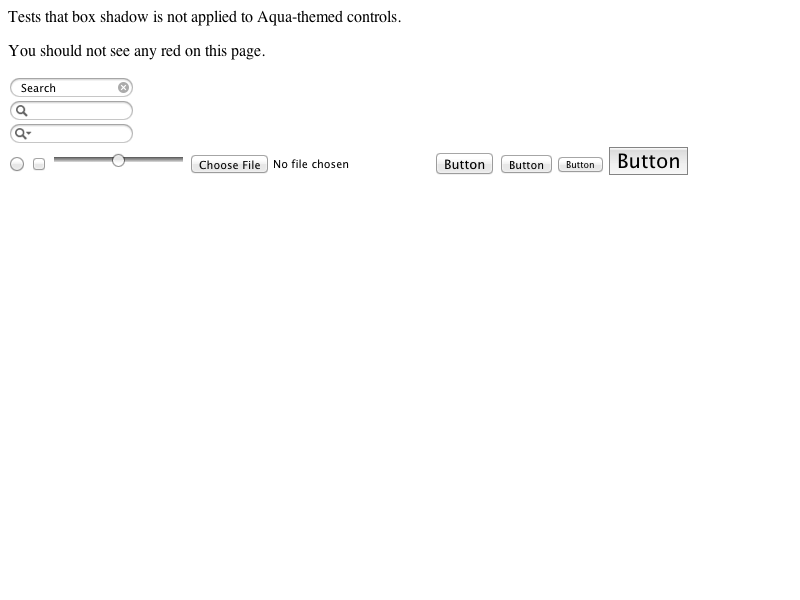 Tests that box shadow is not applied to Aqua-themed controls.
You should not see any red on this page.
Search
Choose File No file chosen Button Button Button Button